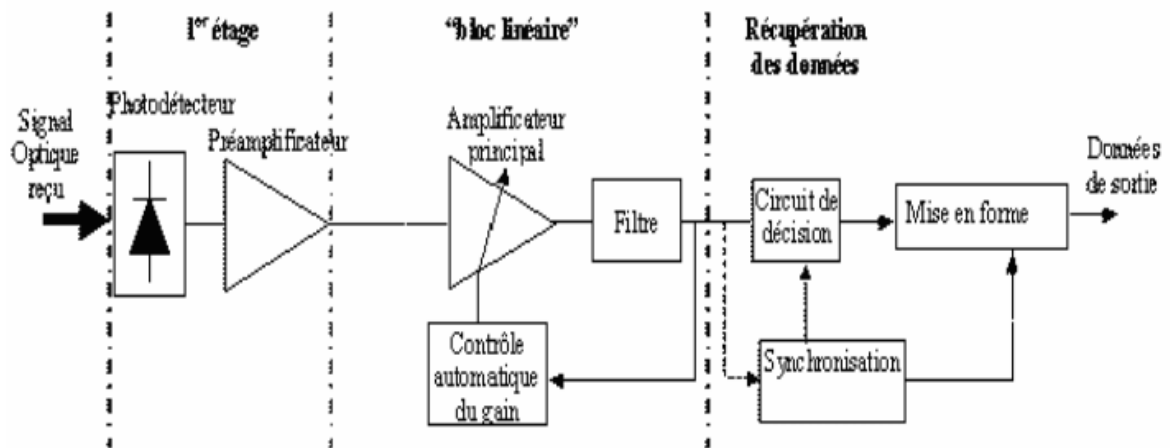 1er étage
“bloc linéaire”
Récupération
des données
Signal
Optique
reçu
Photodétecteur
Préamplificateur
Amplificateur
principal
Filtre
Contrôle
automatique
du gain
Circuit de
décision
Mise en forme
Données
de sortie
Synchronisation